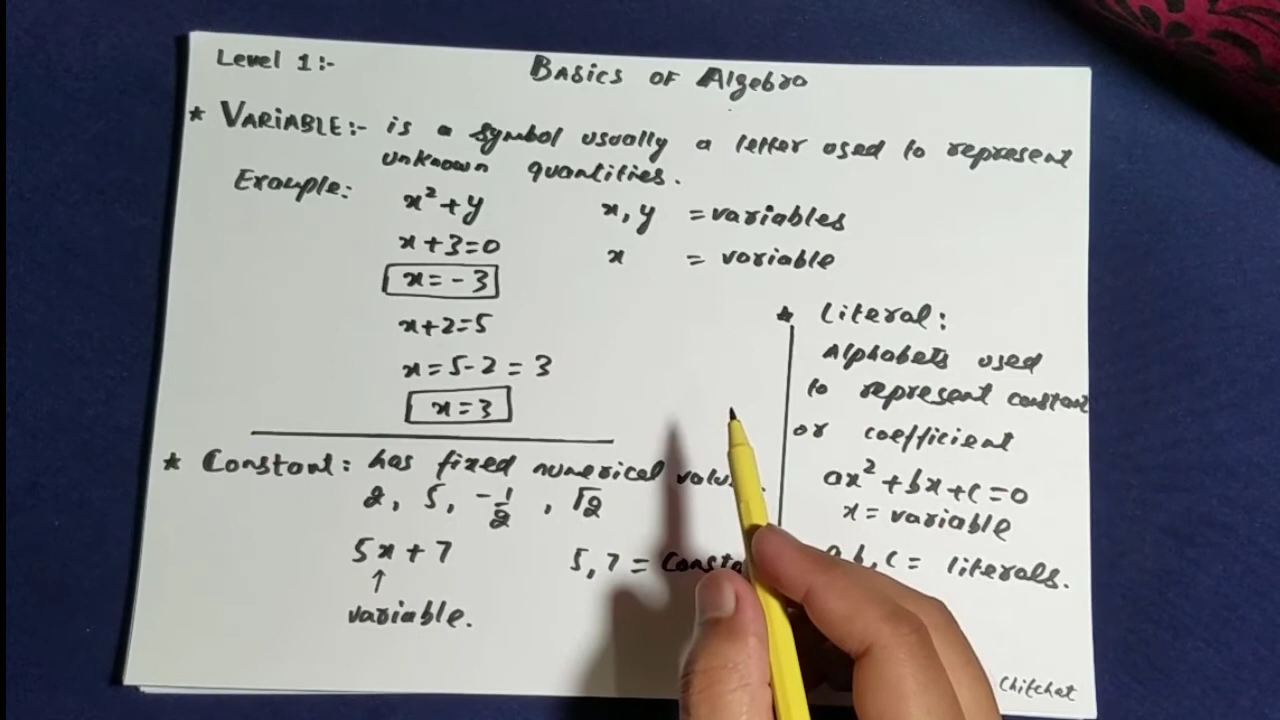 Level 1:-
Basics of Algebra
* VARIABLE:- is a symbol usually a letter used to represent
unknown quantities.
Example:
x² + y
x, y = variables
x + 3 = 0
x = variable
x = - 3
x + 2 = 5
x = 5 - 2 = 3
x = 3
* Constant: has fixed numerical
2, 5, -1/2, √2
5x + 7
5, 7 =
↑
variable.
* Literal:
Alphabets used
to represent constant
or coefficient
ax² + bx + c = 0
x = variable
b, c = literals.
Chitchat